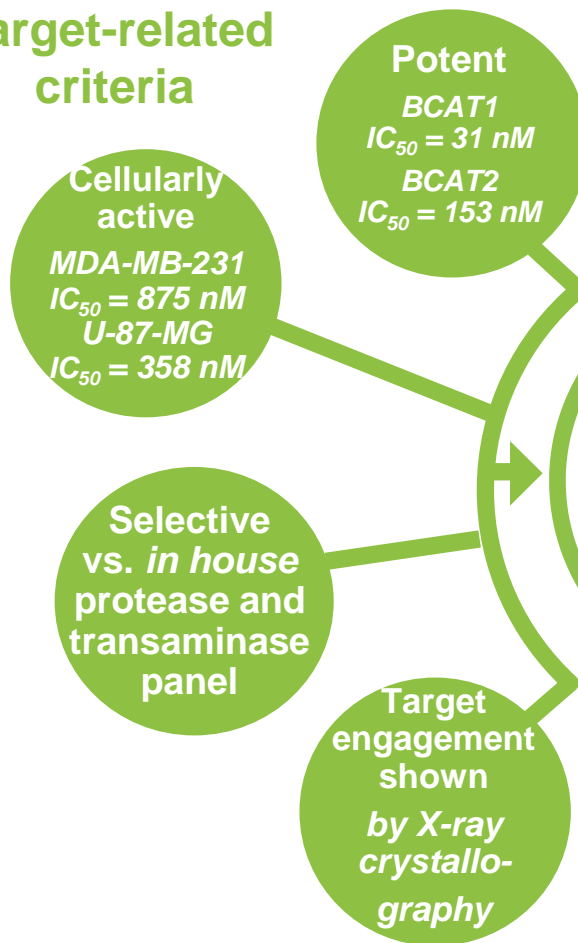 arget-related
criteria
Potent
BCAT1
IC50 = 31 nM
BCAT2
IC50 = 153 nM
Cellularly
active
MDA-MB-231
IC50 = 875 nM
U-87-MG
IC50 = 358 nM
Selective
vs. in house
protease and
transaminase
panel
Target
engagement
shown
by X-ray
crystallo-
graphy